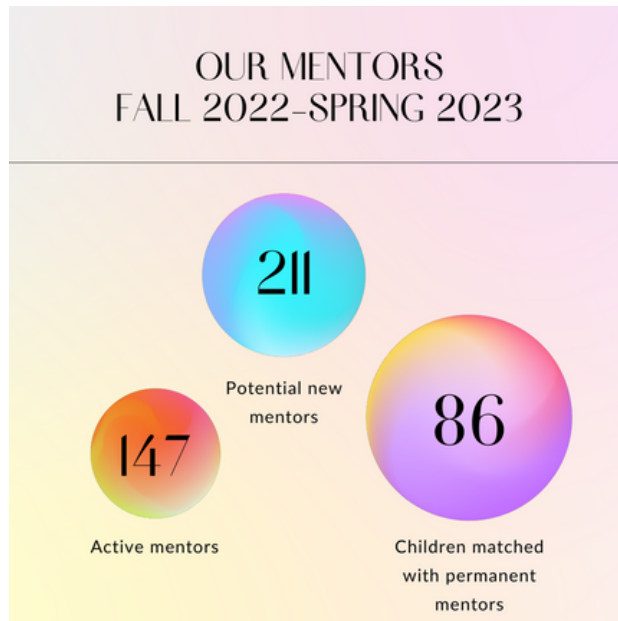 OUR MENTORS
FALL 2022–SPRING 2023
211
Potential new
mentors
86
Children matched
with permanent
mentors
147
Active mentors